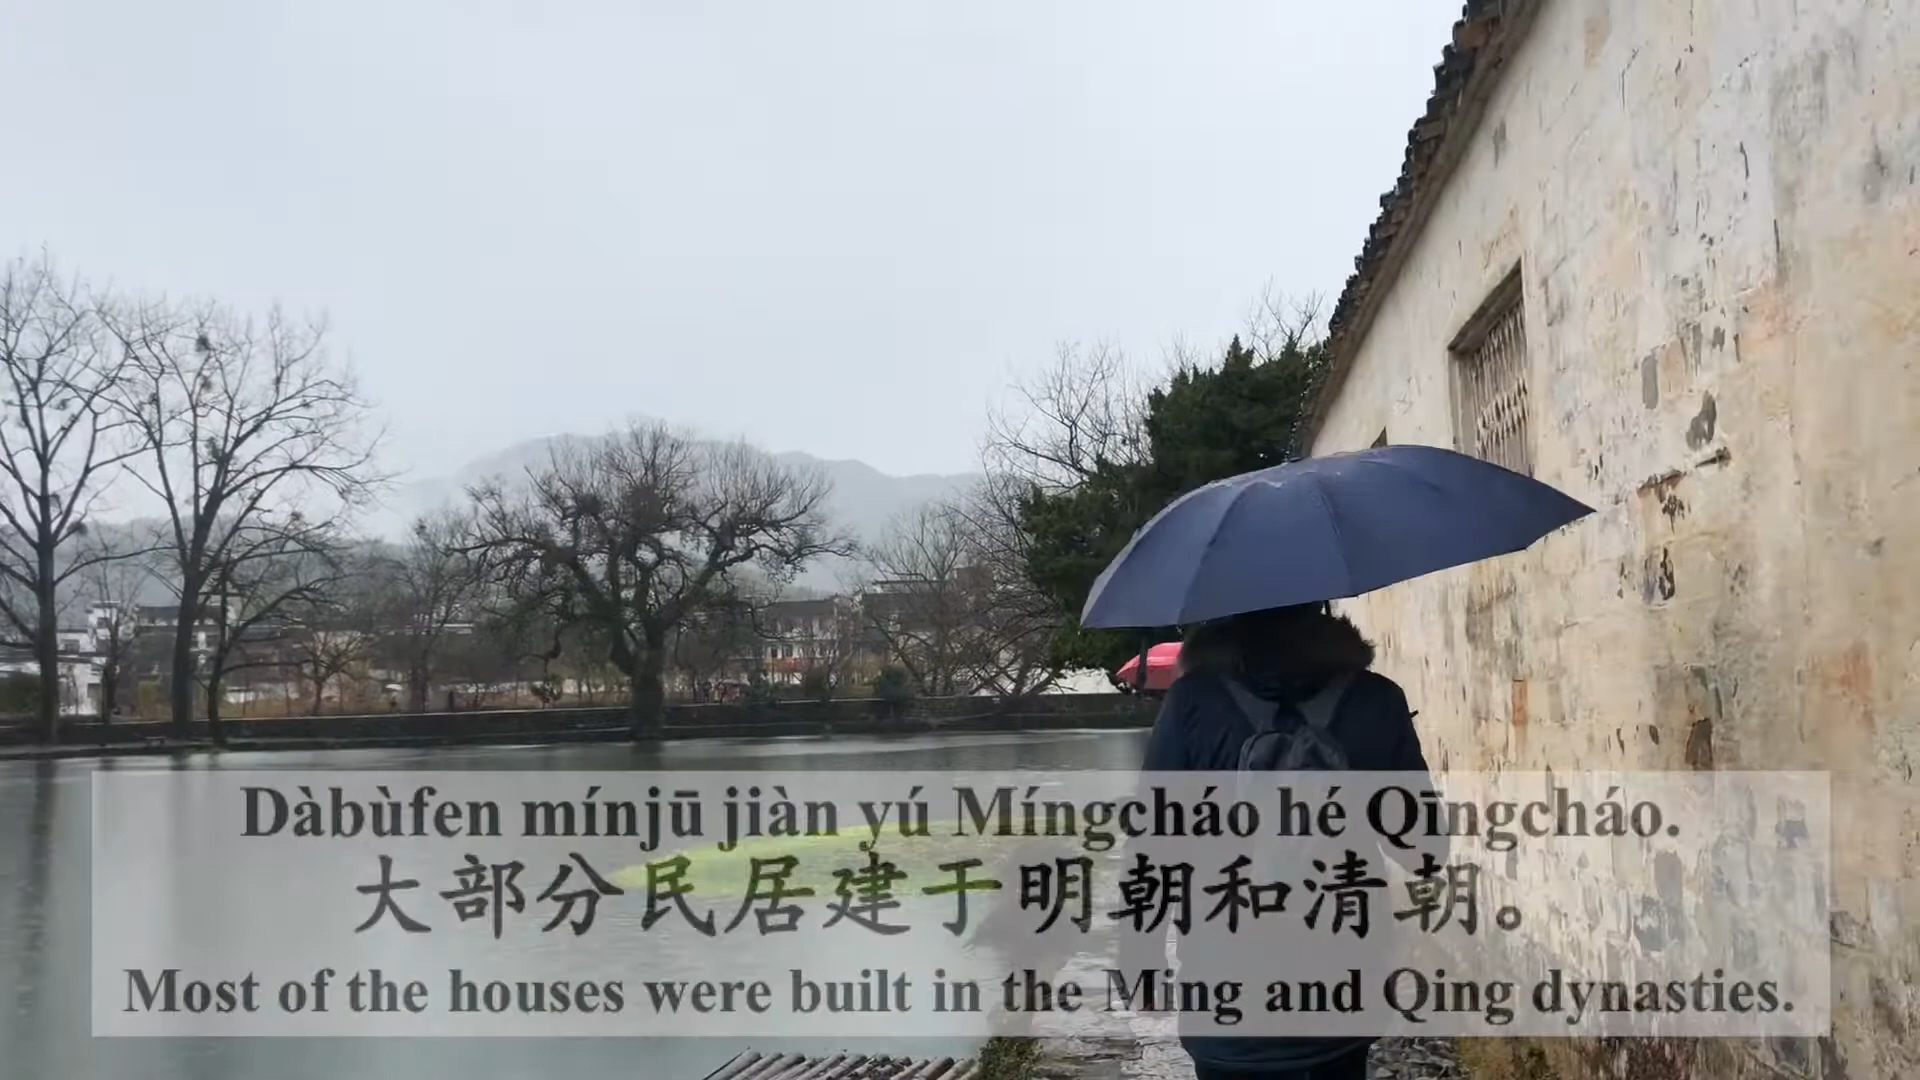 Dàbùfen mínjū jiàn yú Míngcháo hé Qīngcháo.
大部分民居建于明朝和清朝。
Most of the houses were built in the Ming and Qing dynasties.